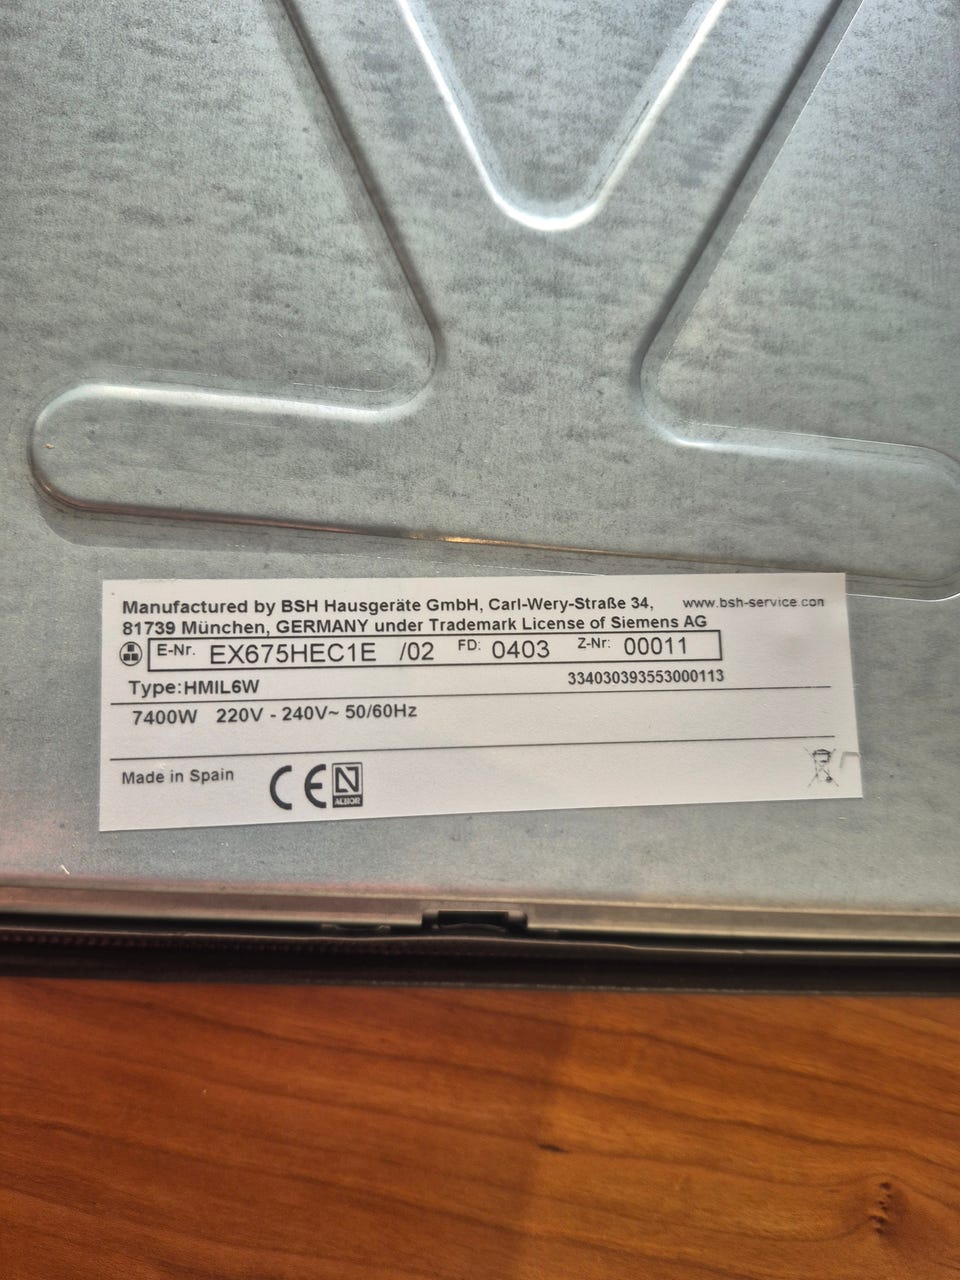 Manufactured by BSH Hausgeräte GmbH, Carl-Wery-Straße 34, www.bsh-service.com
81739 München, GERMANY under Trademark License of Siemens AG
E-Nr. EX675HEC1E /02 FD: 0403 Z-Nr: 00011
Type:HMIL6W 334030393553000113
7400W 220V - 240V~ 50/60Hz
Made in Spain CE N
AENOR